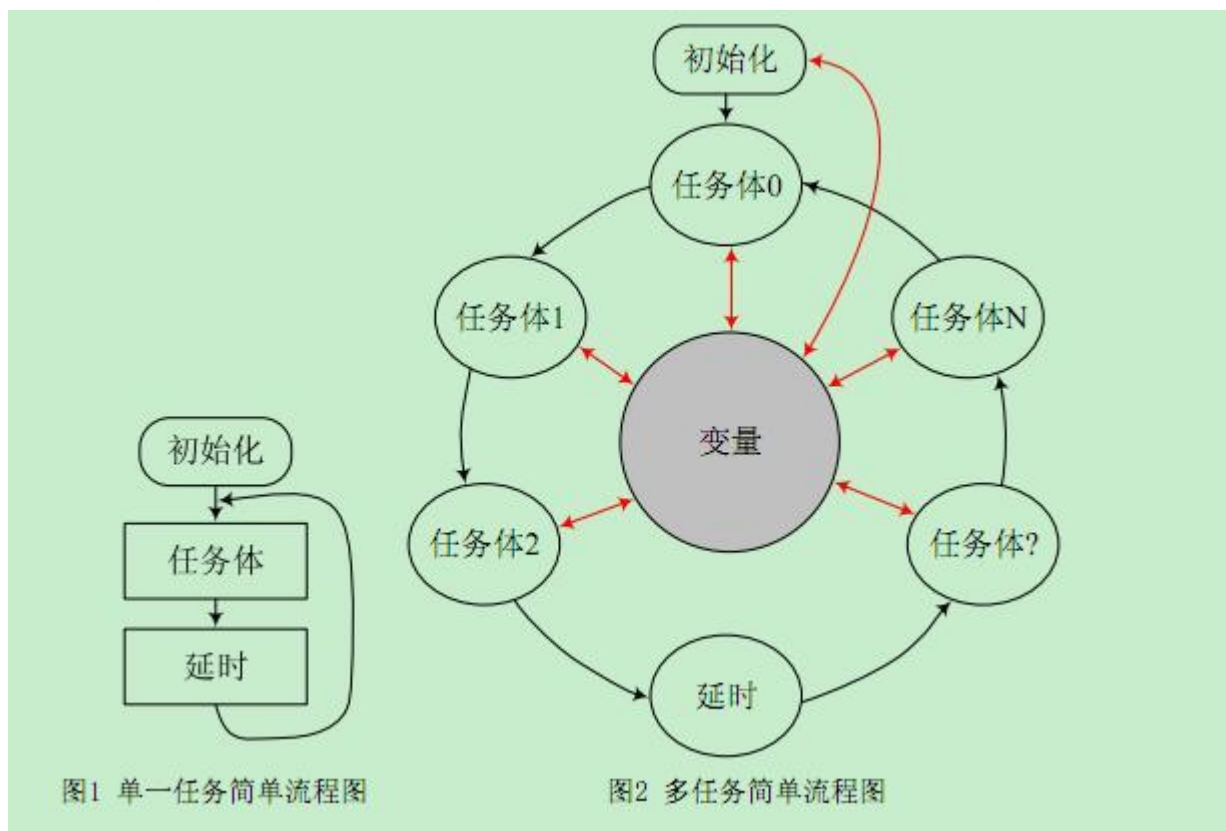 初始化
任务体
延时
图1 单一任务简单流程图
初始化
任务体0
任务体1
任务体N
变量
任务体2
任务体?
延时
图2 多任务简单流程图